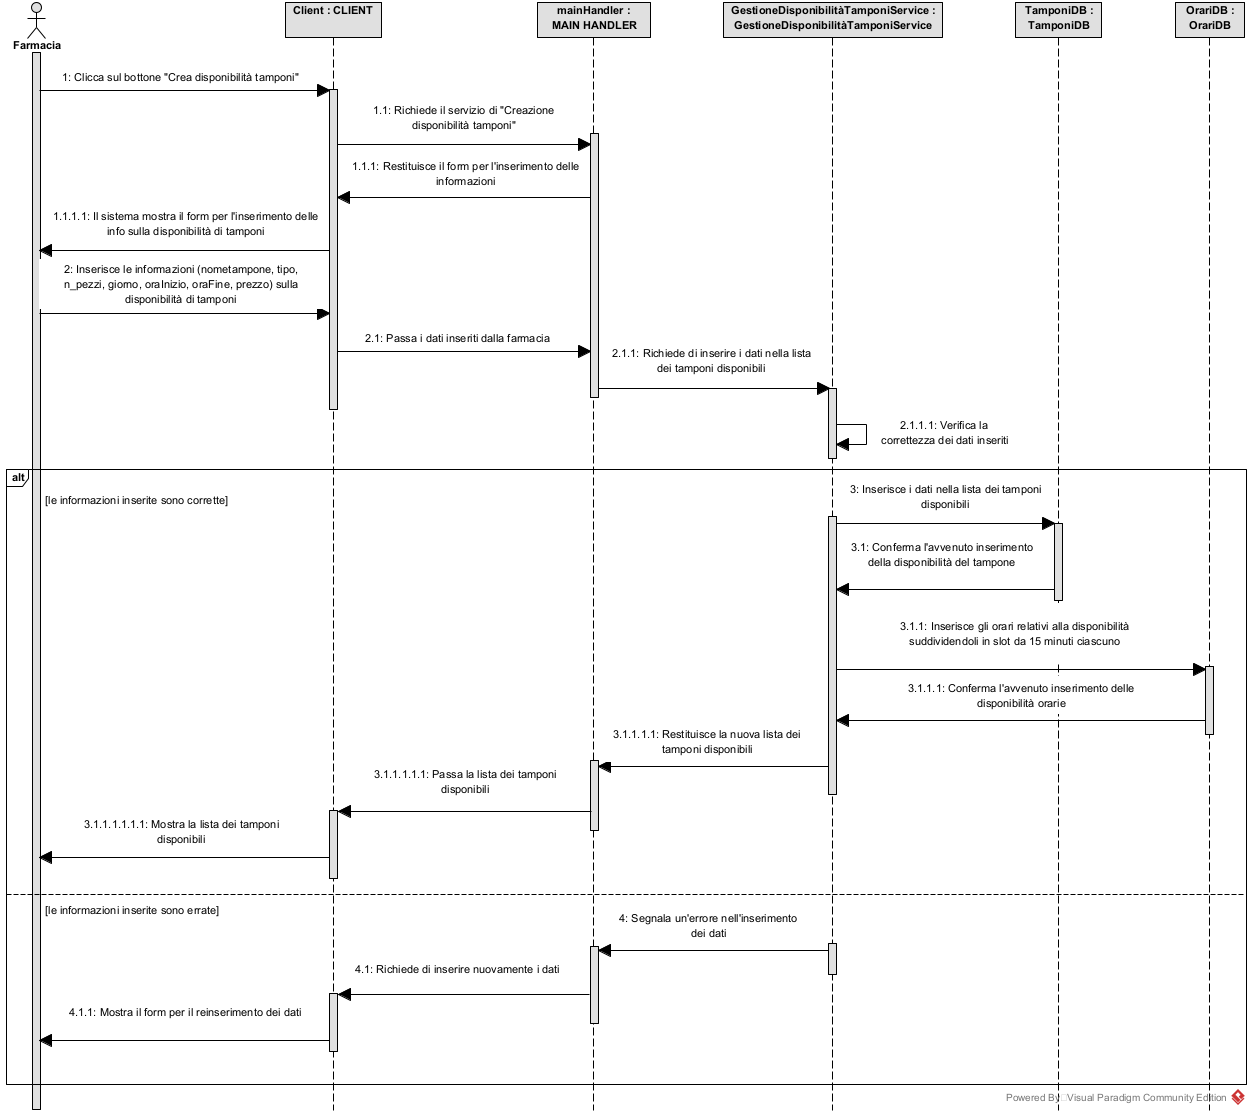 Farmacia
Client : CLIENT
mainHandler :
MAIN HANDLER
GestioneDisponibilitàTamponiService :
GestioneDisponibilitàTamponiService
TamponiDB :
TamponiDB
OrariDB :
OrariDB
1: Clicca sul bottone "Crea disponibilità tamponi"
1.1: Richiede il servizio di "Creazione
disponibilità tamponi"
1.1.1: Restituisce il form per l'inserimento delle
informazioni
1.1.1.1: Il sistema mostra il form per l'inserimento delle
info sulla disponibilità di tamponi
2: Inserisce le informazioni (nometampone, tipo,
n_pezzi, giorno, oraInizio, oraFine, prezzo) sulla
disponibilità di tamponi
2.1: Passa i dati inseriti dalla farmacia
2.1.1: Richiede di inserire i dati nella lista
dei tamponi disponibili
2.1.1.1: Verifica la
correttezza dei dati inseriti
alt
[le informazioni inserite sono corrette]
3: Inserisce i dati nella lista dei tamponi
disponibili
3.1: Conferma l'avvenuto inserimento
della disponibilità del tampone
3.1.1: Inserisce gli orari relativi alla disponibilità
suddividendoli in slot da 15 minuti ciascuno
3.1.1.1: Conferma l'avvenuto inserimento delle
disponibilità orarie
3.1.1.1.1: Restituisce la nuova lista dei
tamponi disponibili
3.1.1.1.1.1: Passa la lista dei tamponi
disponibili
3.1.1.1.1.1.1: Mostra la lista dei tamponi
disponibili
[le informazioni inserite sono errate]
4: Segnala un'errore nell'inserimento
dei dati
4.1: Richiede di inserire nuovamente i dati
4.1.1: Mostra il form per il reinserimento dei dati
Powered By Visual Paradigm Community Edition